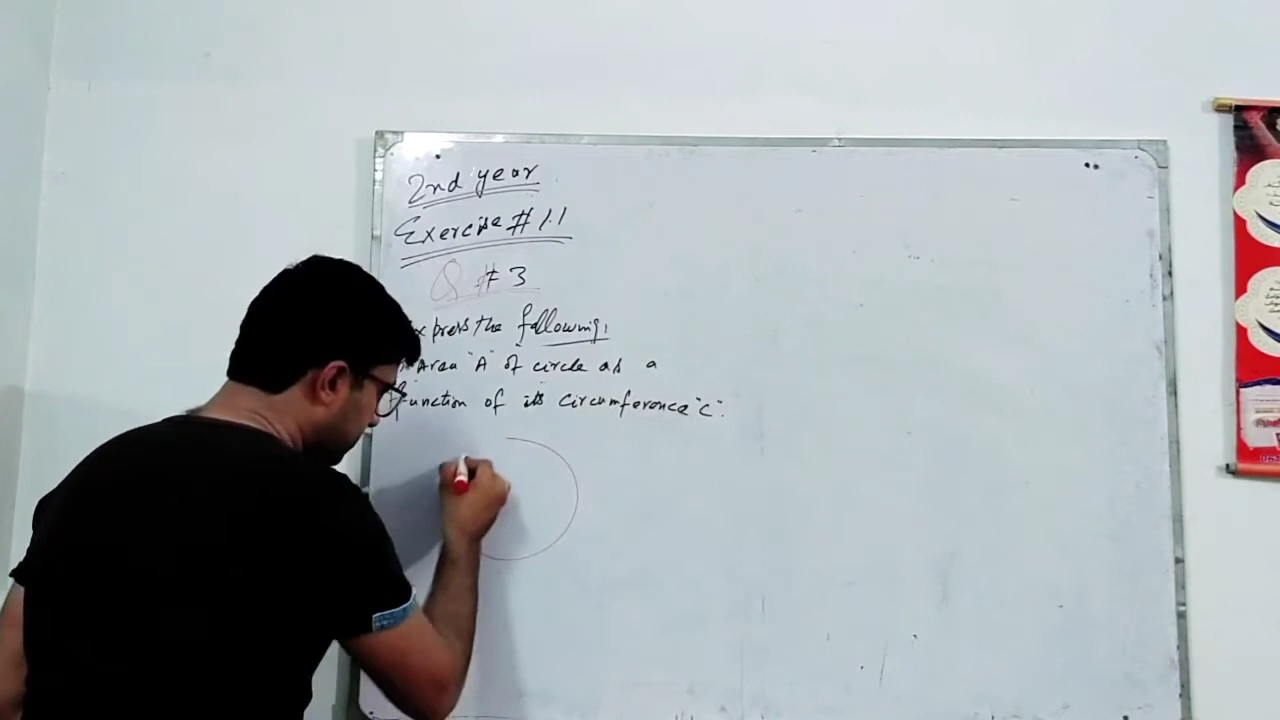 2nd year
Exercise # 1.1
Q # 3
Express the following,
Area "A" of circle as a
function of its circumference "C".